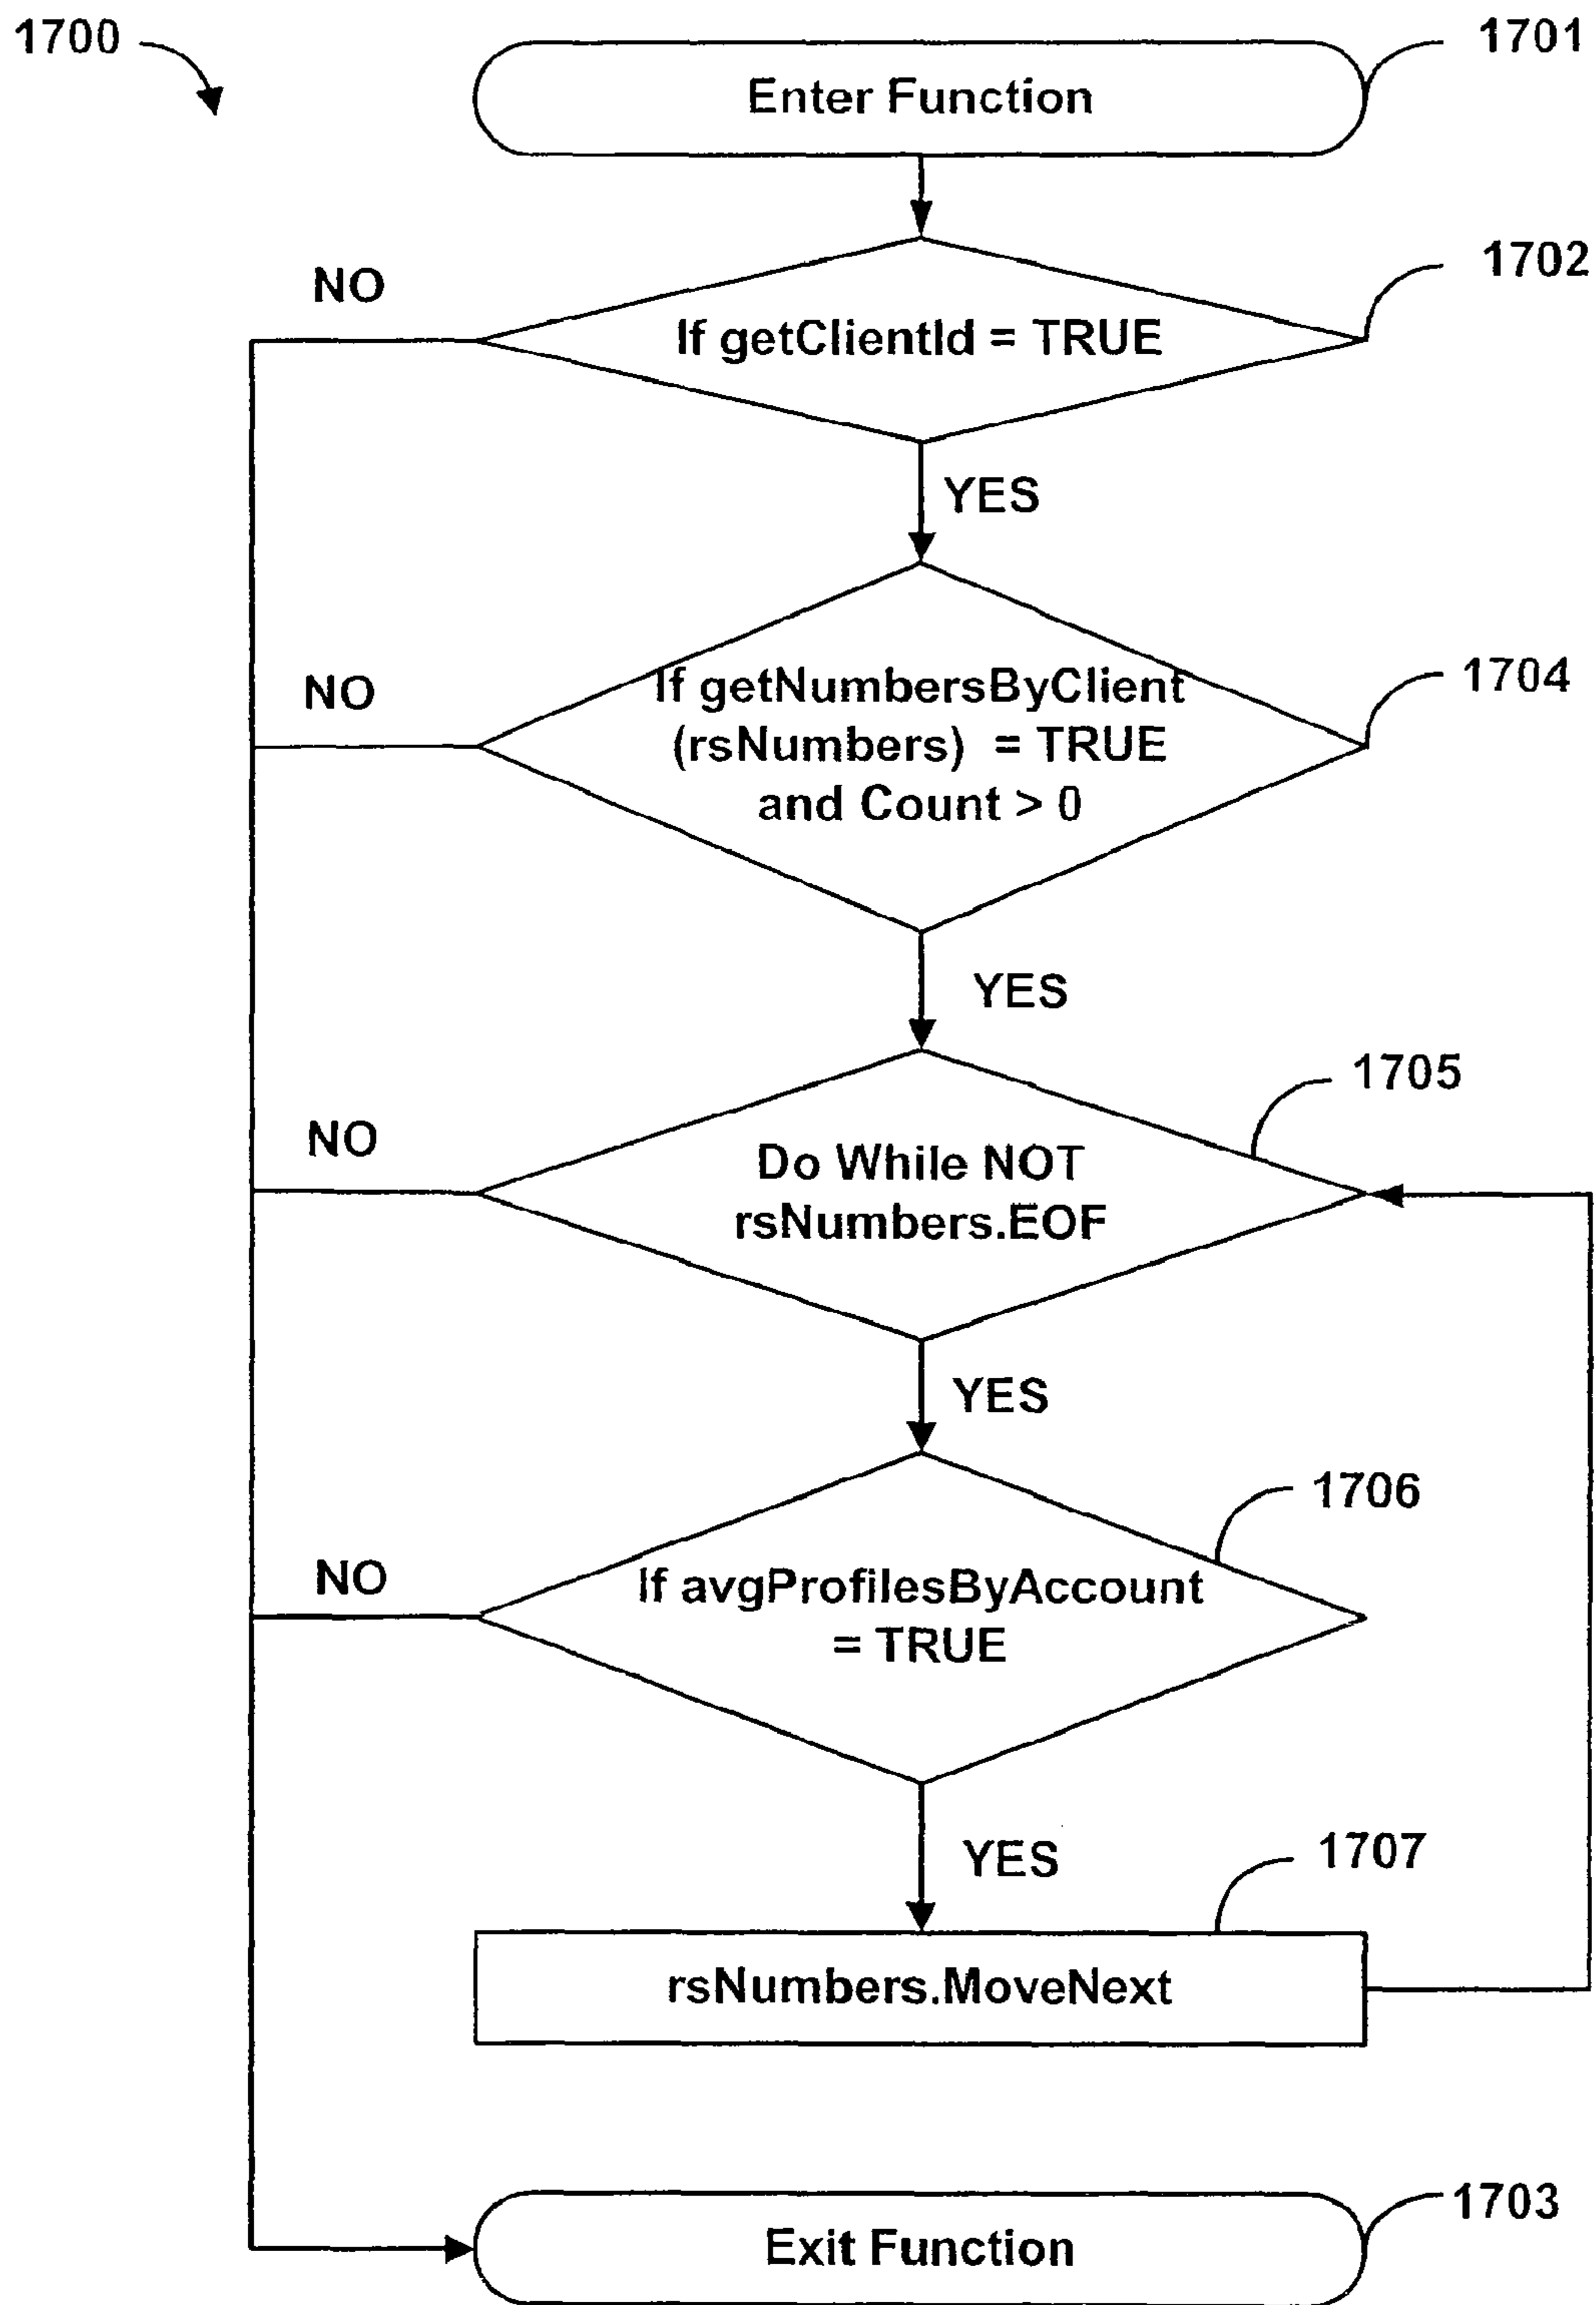 1700
1701
Enter Function
1702
NO
If getClientId = TRUE
YES
1704
NO
If getNumbersByClient
(rsNumbers) = TRUE
and Count > 0
YES
1705
NO
Do While NOT
rsNumbers.EOF
YES
1706
NO
If avgProfilesByAccount
= TRUE
YES
1707
rsNumbers.MoveNext
1703
Exit Function